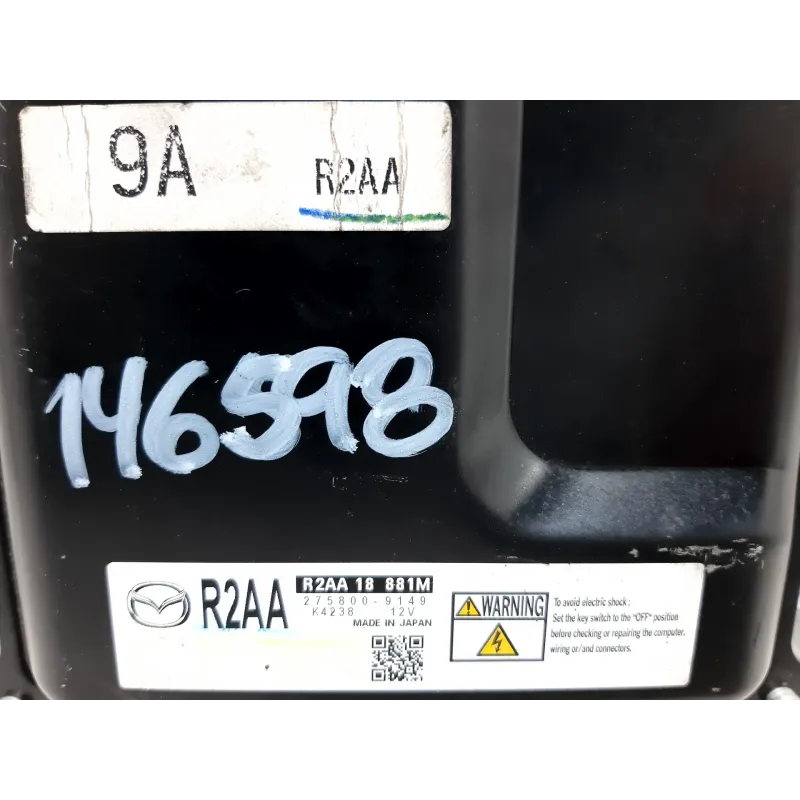 9A R2AA
146598
R2AA
R2AA 18 881M
275800-9149
K4238 12V
MADE IN JAPAN
WARNING
To avoid electric shock ;
Set the key switch to the "OFF" position
before checking or repairing the computer,
wiring or/and connectors.